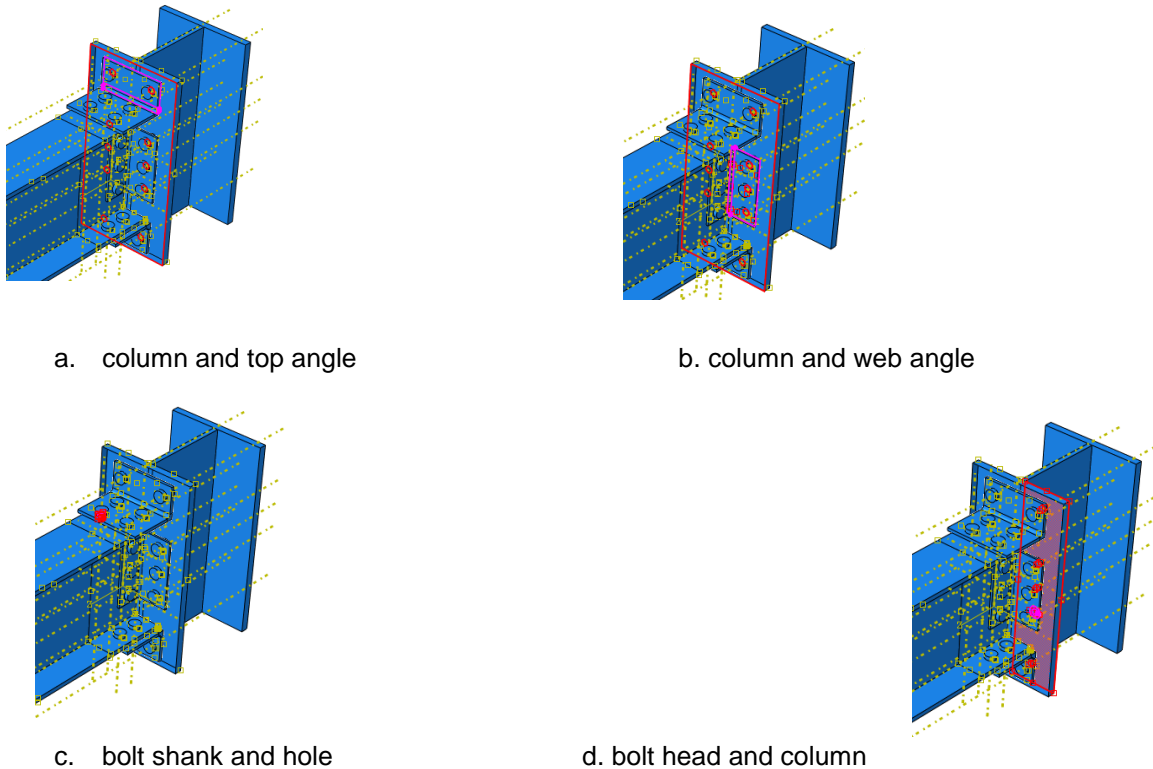 a. column and top angle
b. column and web angle
c. bolt shank and hole
d. bolt head and column